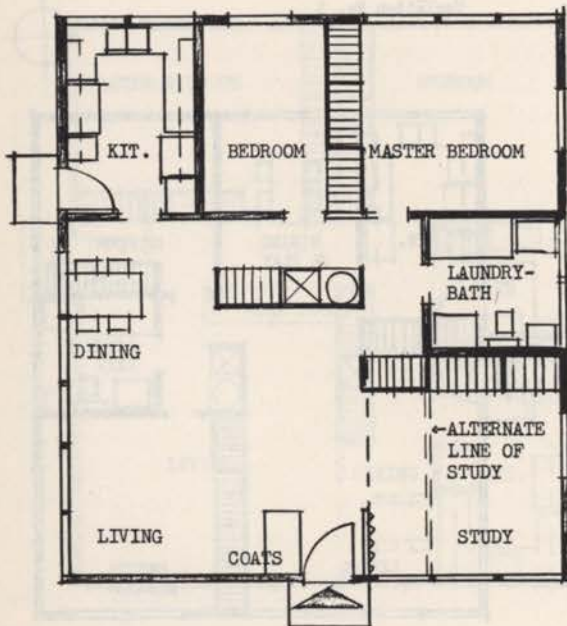 KIT.
BEDROOM
MASTER BEDROOM
LAUNDRY-
BATH
DINING
←ALTERNATE
LINE OF
STUDY
LIVING
COATS
STUDY